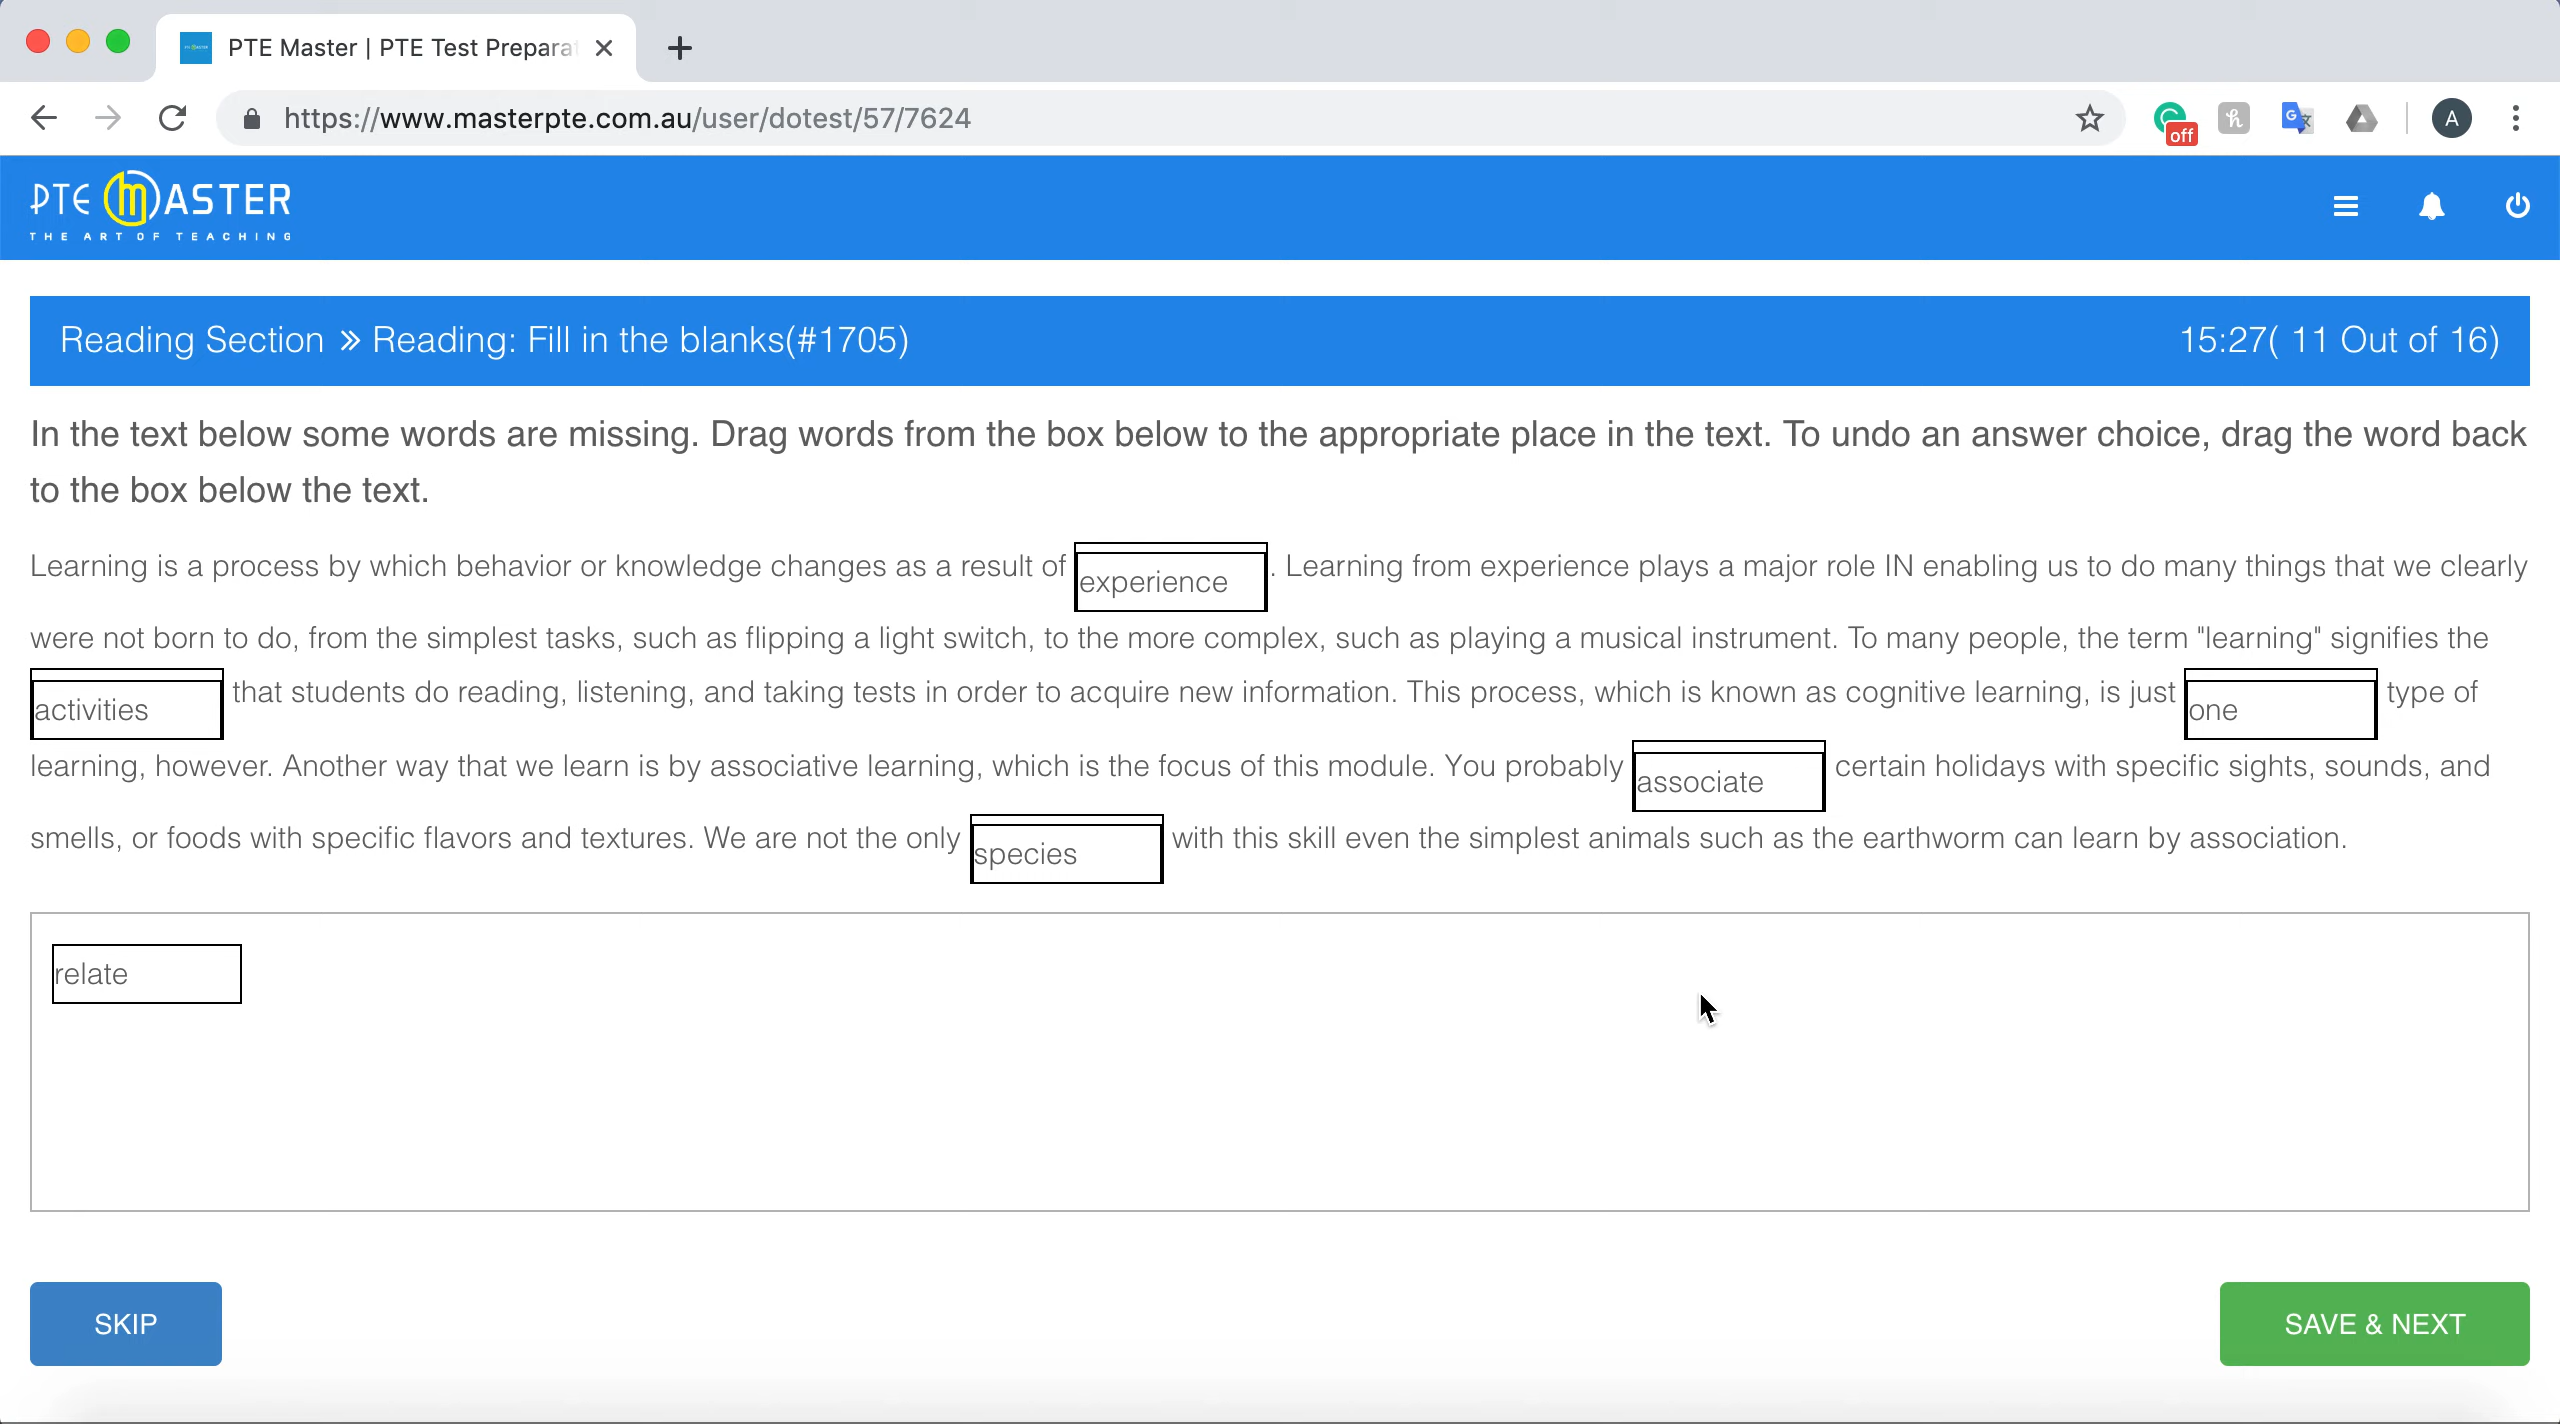 PTE Master | PTE Test Preparat
https://www.masterpte.com.au/user/dotest/57/7624
off
A
PTE MASTER
THE ART OF TEACHING
Reading Section » Reading: Fill in the blanks(#1705)
15:27( 11 Out of 16)
In the text below some words are missing. Drag words from the box below to the appropriate place in the text. To undo an answer choice, drag the word back
to the box below the text.
Learning is a process by which behavior or knowledge changes as a result of experience . Learning from experience plays a major role IN enabling us to do many things that we clearly
were not born to do, from the simplest tasks, such as flipping a light switch, to the more complex, such as playing a musical instrument. To many people, the term "learning" signifies the
activities that students do reading, listening, and taking tests in order to acquire new information. This process, which is known as cognitive learning, is just one type of
learning, however. Another way that we learn is by associative learning, which is the focus of this module. You probably associate certain holidays with specific sights, sounds, and
smells, or foods with specific flavors and textures. We are not the only species with this skill even the simplest animals such as the earthworm can learn by association.
relate
SKIP
SAVE & NEXT